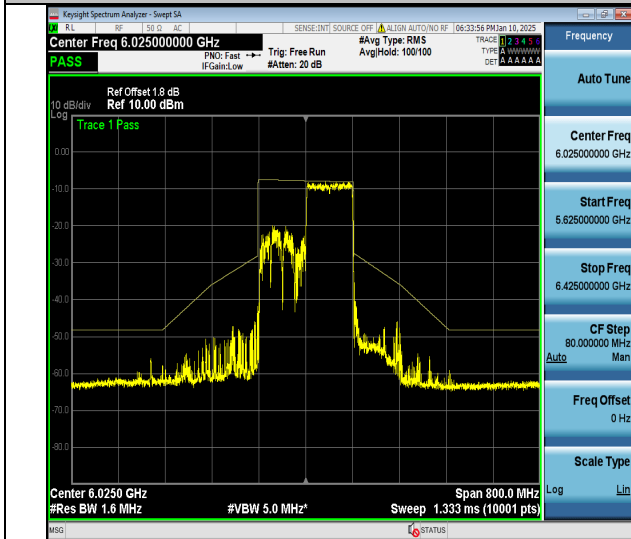 Keysight Spectrum Analyzer - Swept SA
RL RF 50 Ω AC SENSE:INT SOURCE OFF ALIGN AUTO/NO RF 06:33:56 PM Jan 10, 2025
Center Freq 6.025000000 GHz
PASS
PNO: Fast
IFGain:Low
Trig: Free Run
#Atten: 20 dB
#Avg Type: RMS
Avg|Hold: 100/100
TRACE 1 2 3 4 5 6
TYPE A WWWWW
DET A A A A A A
Ref Offset 1.8 dB
Ref 10.00 dBm
10 dB/div
Log
Trace 1 Pass
0.00
-10.0
-20.0
-30.0
-40.0
-50.0
-60.0
-70.0
-80.0
Center 6.0250 GHz
Span 800.0 MHz
#Res BW 1.6 MHz
#VBW 5.0 MHz*
Sweep 1.333 ms (10001 pts)
MSG
STATUS
Frequency
Auto Tune
Center Freq
6.025000000 GHz
Start Freq
5.625000000 GHz
Stop Freq
6.425000000 GHz
CF Step
80.000000 MHz
Auto Man
Freq Offset
0 Hz
Scale Type
Log Lin